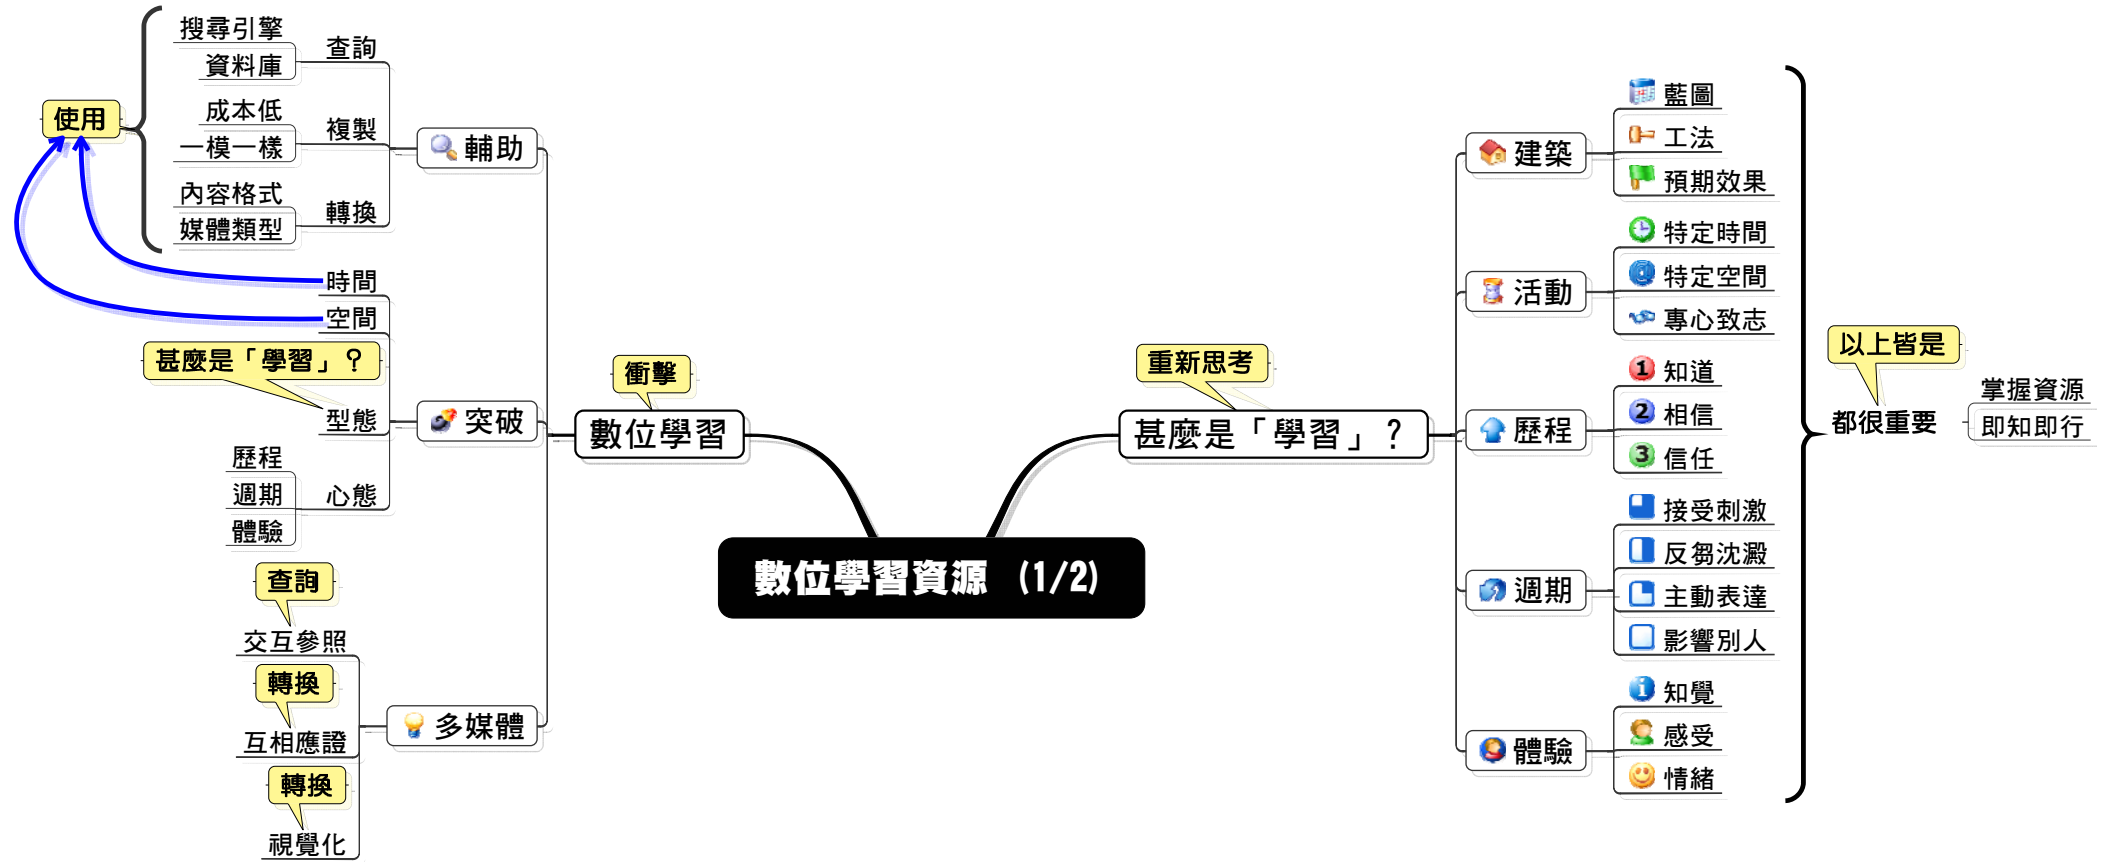 數位學習資源 (1/2)
重新思考
甚麼是「學習」？
建築
藍圖
工法
預期效果
活動
特定時間
特定空間
專心致志
歷程
1 知道
2 相信
3 信任
週期
接受刺激
反芻沈澱
主動表達
影響別人
體驗
知覺
感受
情緒
以上皆是
都很重要
掌握資源
即知即行
衝擊
數位學習
輔助
查詢
搜尋引擎
資料庫
複製
成本低
一模一樣
轉換
內容格式
媒體類型
使用
突破
時間
空間
甚麼是「學習」？
型態
心態
歷程
週期
體驗
多媒體
查詢
交互參照
轉換
互相應證
轉換
視覺化